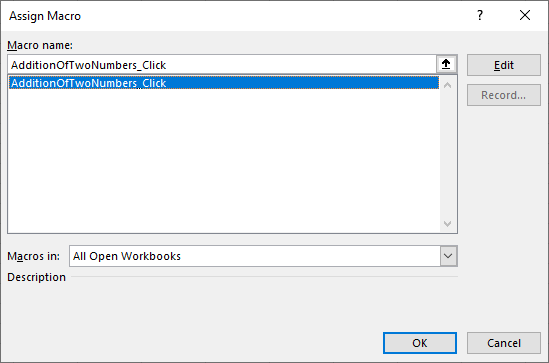 Assign Macro
?
Macro name:
AdditionOfTwoNumbers_Click
Edit
AdditionOfTwoNumbers_Click
Record...
Macros in:
All Open Workbooks
Description
OK
Cancel